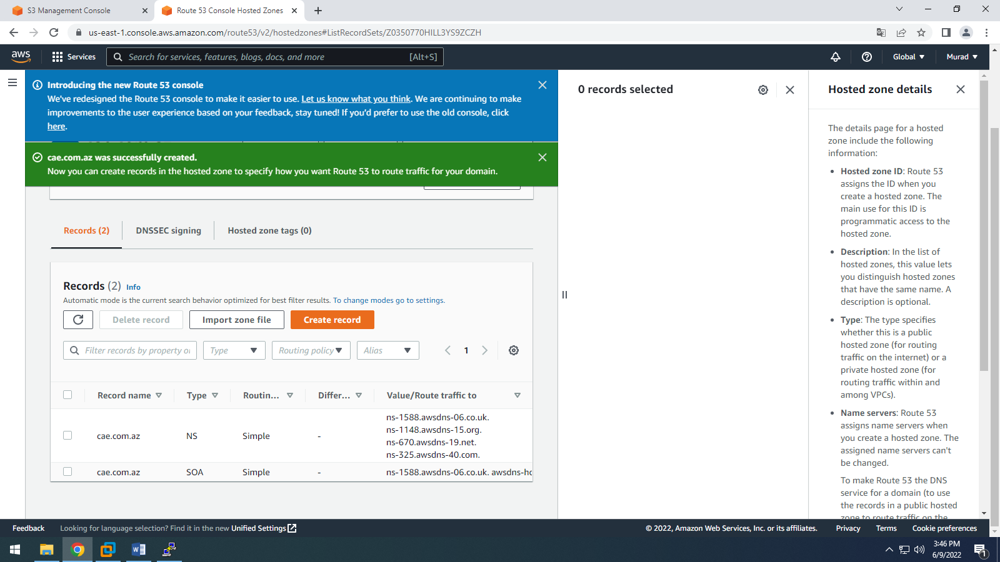 S3 Management Console
Route 53 Console Hosted Zones
us-east-1.console.aws.amazon.com/route53/v2/hostedzones#ListRecordSets/Z0350770HILL3YS9ZCZH
aws
Services
Search for services, features, blogs, docs, and more
[Alt+S]
Global
Murad
Introducing the new Route 53 console
We've redesigned the Route 53 console to make it easier to use. Let us know what you think. We are continuing to make
improvements to the user experience based on your feedback, stay tuned! If you'd prefer to use the old console, click
here.
cae.com.az was successfully created.
Now you can create records in the hosted zone to specify how you want Route 53 to route traffic for your domain.
Records (2)
DNSSEC signing
Hosted zone tags (0)
Records (2) Info
Automatic mode is the current search behavior optimized for best filter results. To change modes go to settings.
Delete record
Import zone file
Create record
Filter records by property or
Type
Routing policy
Alias
1
Record name
Type
Routin...
Differ...
Value/Route traffic to
cae.com.az
NS
Simple
-
ns-1588.awsdns-06.co.uk.
ns-1148.awsdns-15.org.
ns-670.awsdns-19.net.
ns-325.awsdns-40.com.
cae.com.az
SOA
Simple
-
ns-1588.awsdns-06.co.uk. awsdns-ho
0 records selected
Hosted zone details
The details page for a hosted
zone include the following
information:
• Hosted zone ID: Route 53
assigns the ID when you
create a hosted zone. The
main use for this ID is
programmatic access to the
hosted zone.
• Description: In the list of
hosted zones, this value lets
you distinguish hosted zones
that have the same name. A
description is optional.
• Type: The type specifies
whether this is a public
hosted zone (for routing
traffic on the internet) or a
private hosted zone (for
routing traffic within and
among VPCs).
• Name servers: Route 53
assigns name servers when
you create a hosted zone. The
assigned name servers can't
be changed.
To make Route 53 the DNS
service for a domain (to use
the records in a public hosted
zone to route traffic on the
Feedback
Looking for language selection? Find it in the new Unified Settings
© 2022, Amazon Web Services, Inc. or its affiliates.
Privacy
Terms
Cookie preferences
3:46 PM
6/9/2022
1